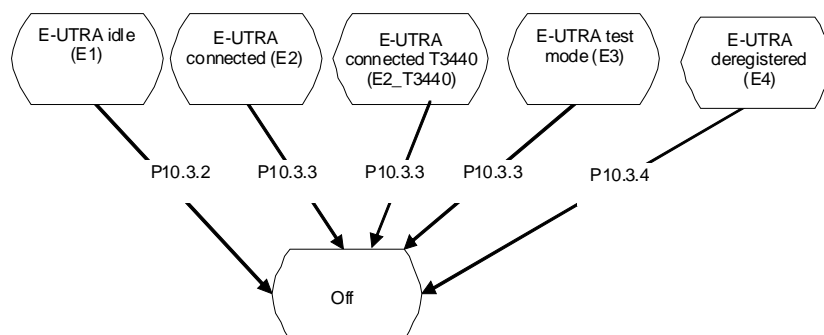 E-UTRA idle
(E1)
E-UTRA
connected (E2)
E-UTRA
connected T3440
(E2_T3440)
E-UTRA test
mode (E3)
E-UTRA
deregistered
(E4)
P10.3.2
P10.3.3
P10.3.3
P10.3.3
P10.3.4
Off